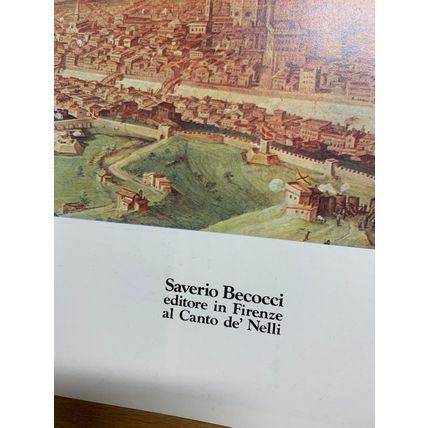 Saverio Becocci
editore in Firenze
al Canto de' Nelli